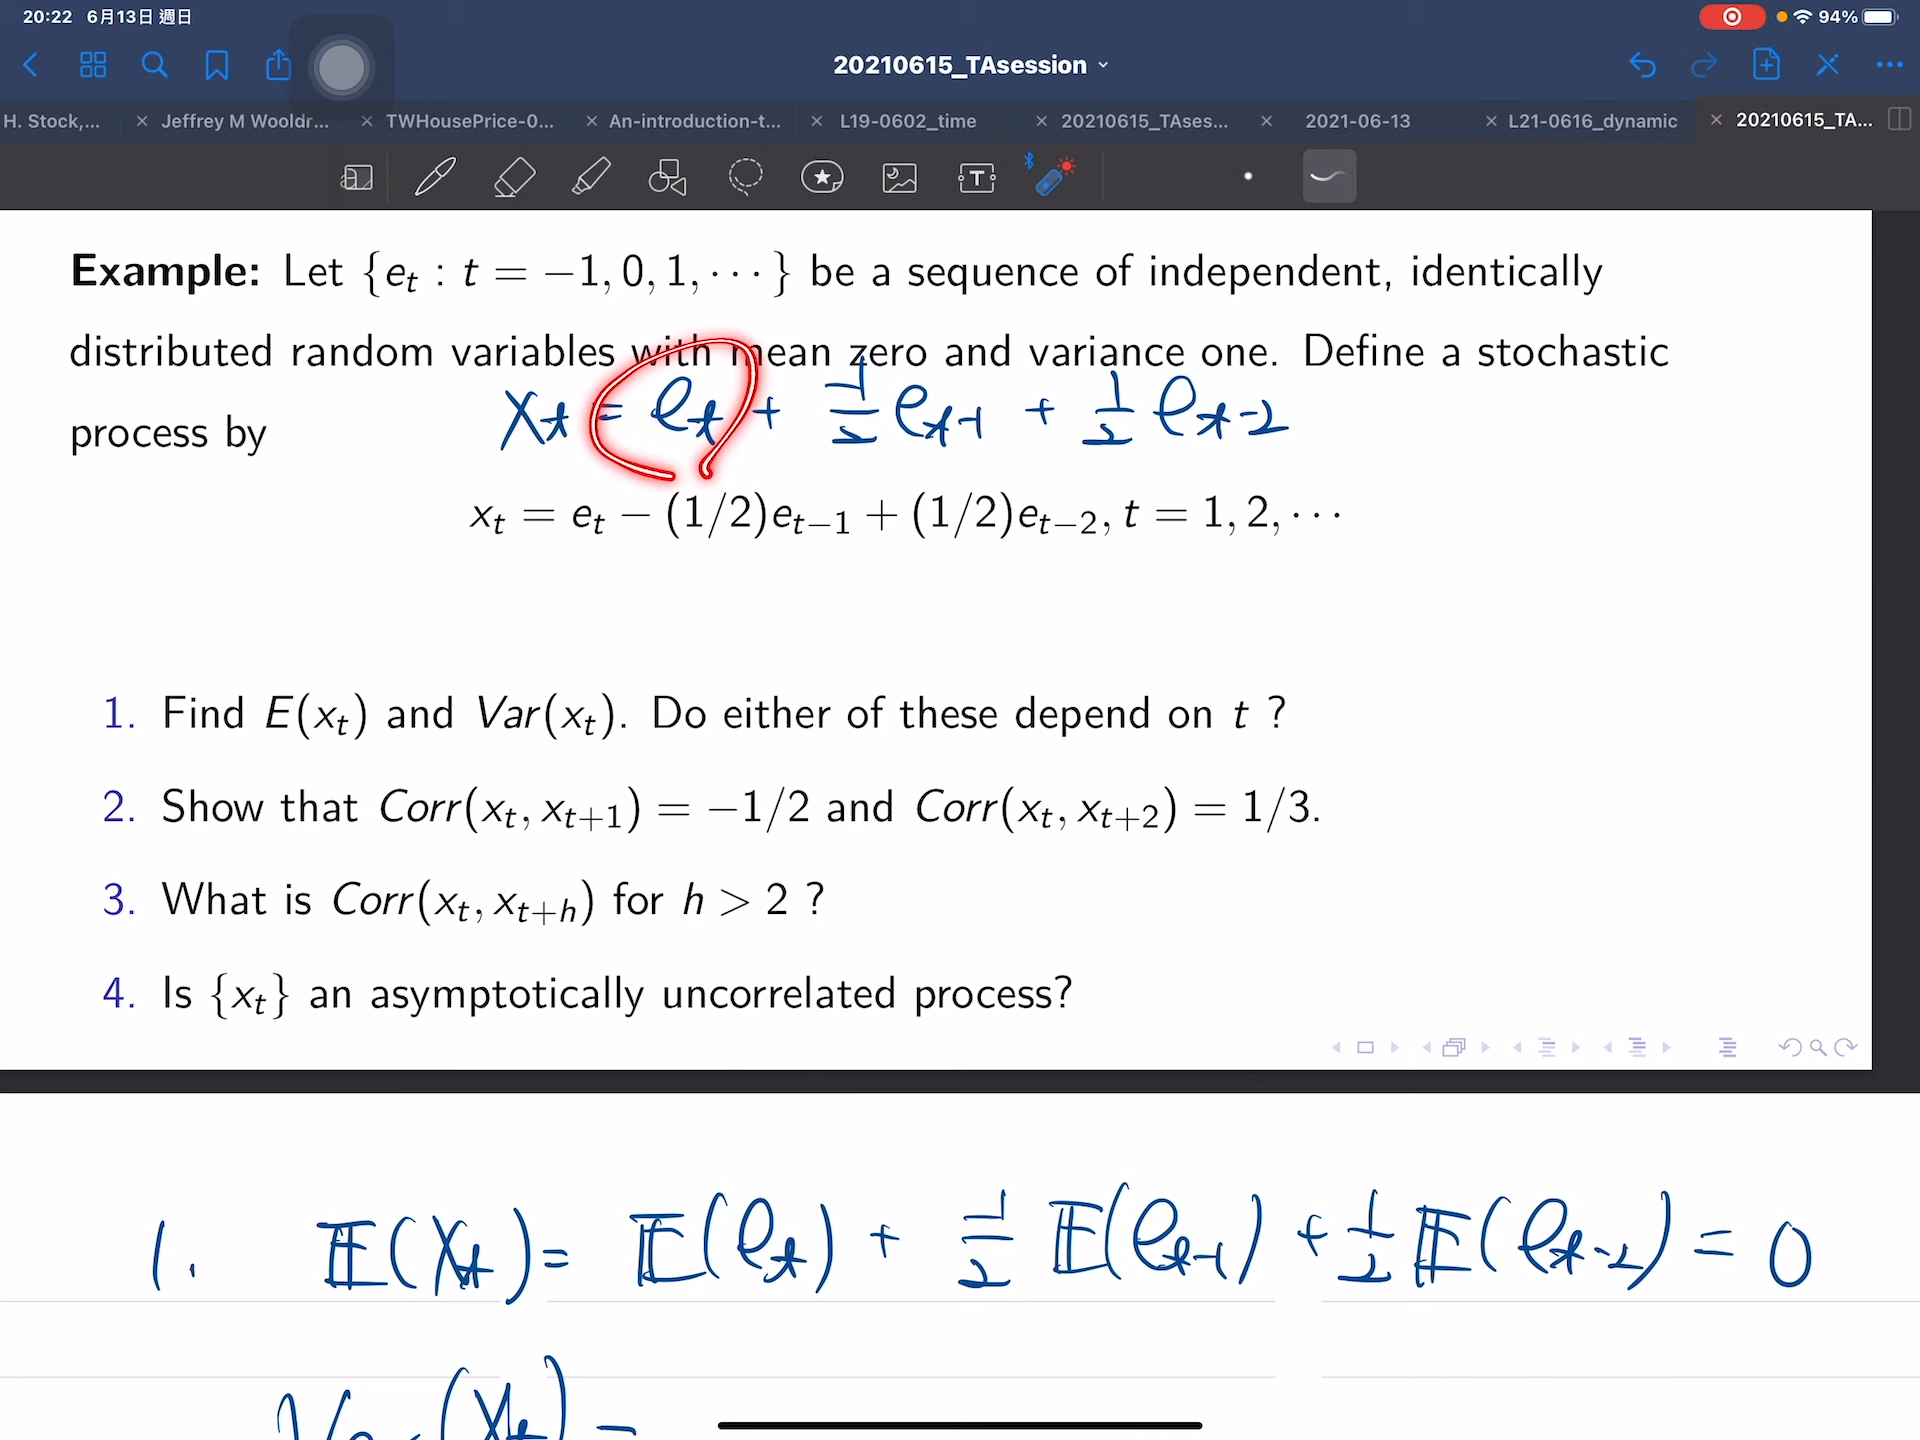 20:22 6月13日 週日
94%
20210615_TAsession
H. Stock,... × Jeffrey M Wooldr... × TWHousePrice-0... × An-introduction-t... × L19-0602_time × 20210615_TAses... × 2021-06-13 × L21-0616_dynamic × 20210615_TA...
Example: Let {e_t : t = −1, 0, 1, ⋯} be a sequence of independent, identically
distributed random variables with mean zero and variance one. Define a stochastic
x_t = e_t + -1/2 e_{t-1} + 1/2 e_{t-2}
process by
x_t = e_t − (1/2)e_{t−1} + (1/2)e_{t−2}, t = 1, 2, ⋯
1. Find E(x_t) and Var(x_t). Do either of these depend on t ?
2. Show that Corr(x_t, x_{t+1}) = −1/2 and Corr(x_t, x_{t+2}) = 1/3.
3. What is Corr(x_t, x_{t+h}) for h > 2 ?
4. Is {x_t} an asymptotically uncorrelated process?
1. E(X_t) = E(e_t) + -1/2 E(e_{t-1}) + 1/2 E(e_{t-2}) = 0
Var(X_t) =